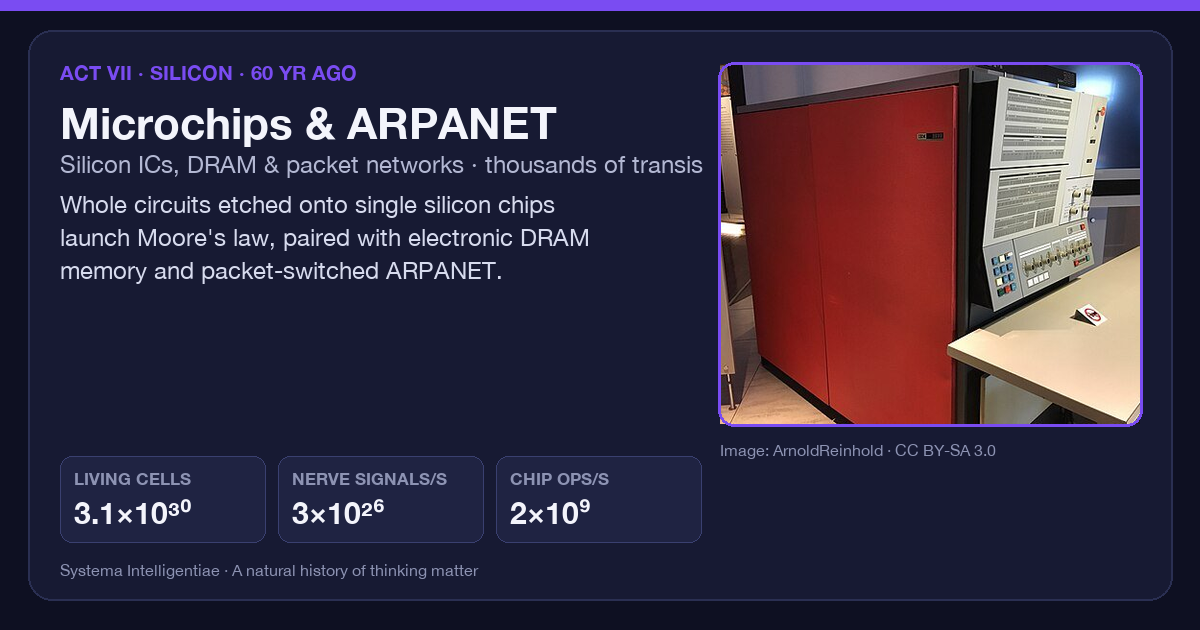 ACT VII · SILICON · 60 YR AGO
Microchips & ARPANET
Silicon ICs, DRAM & packet networks · thousands of transis
Whole circuits etched onto single silicon chips
launch Moore's law, paired with electronic DRAM
memory and packet-switched ARPANET.
Image: ArnoldReinhold · CC BY-SA 3.0
LIVING CELLS
3.1×10³⁰
NERVE SIGNALS/S
3×10²⁶
CHIP OPS/S
2×10⁹
Systema Intelligentiae · A natural history of thinking matter